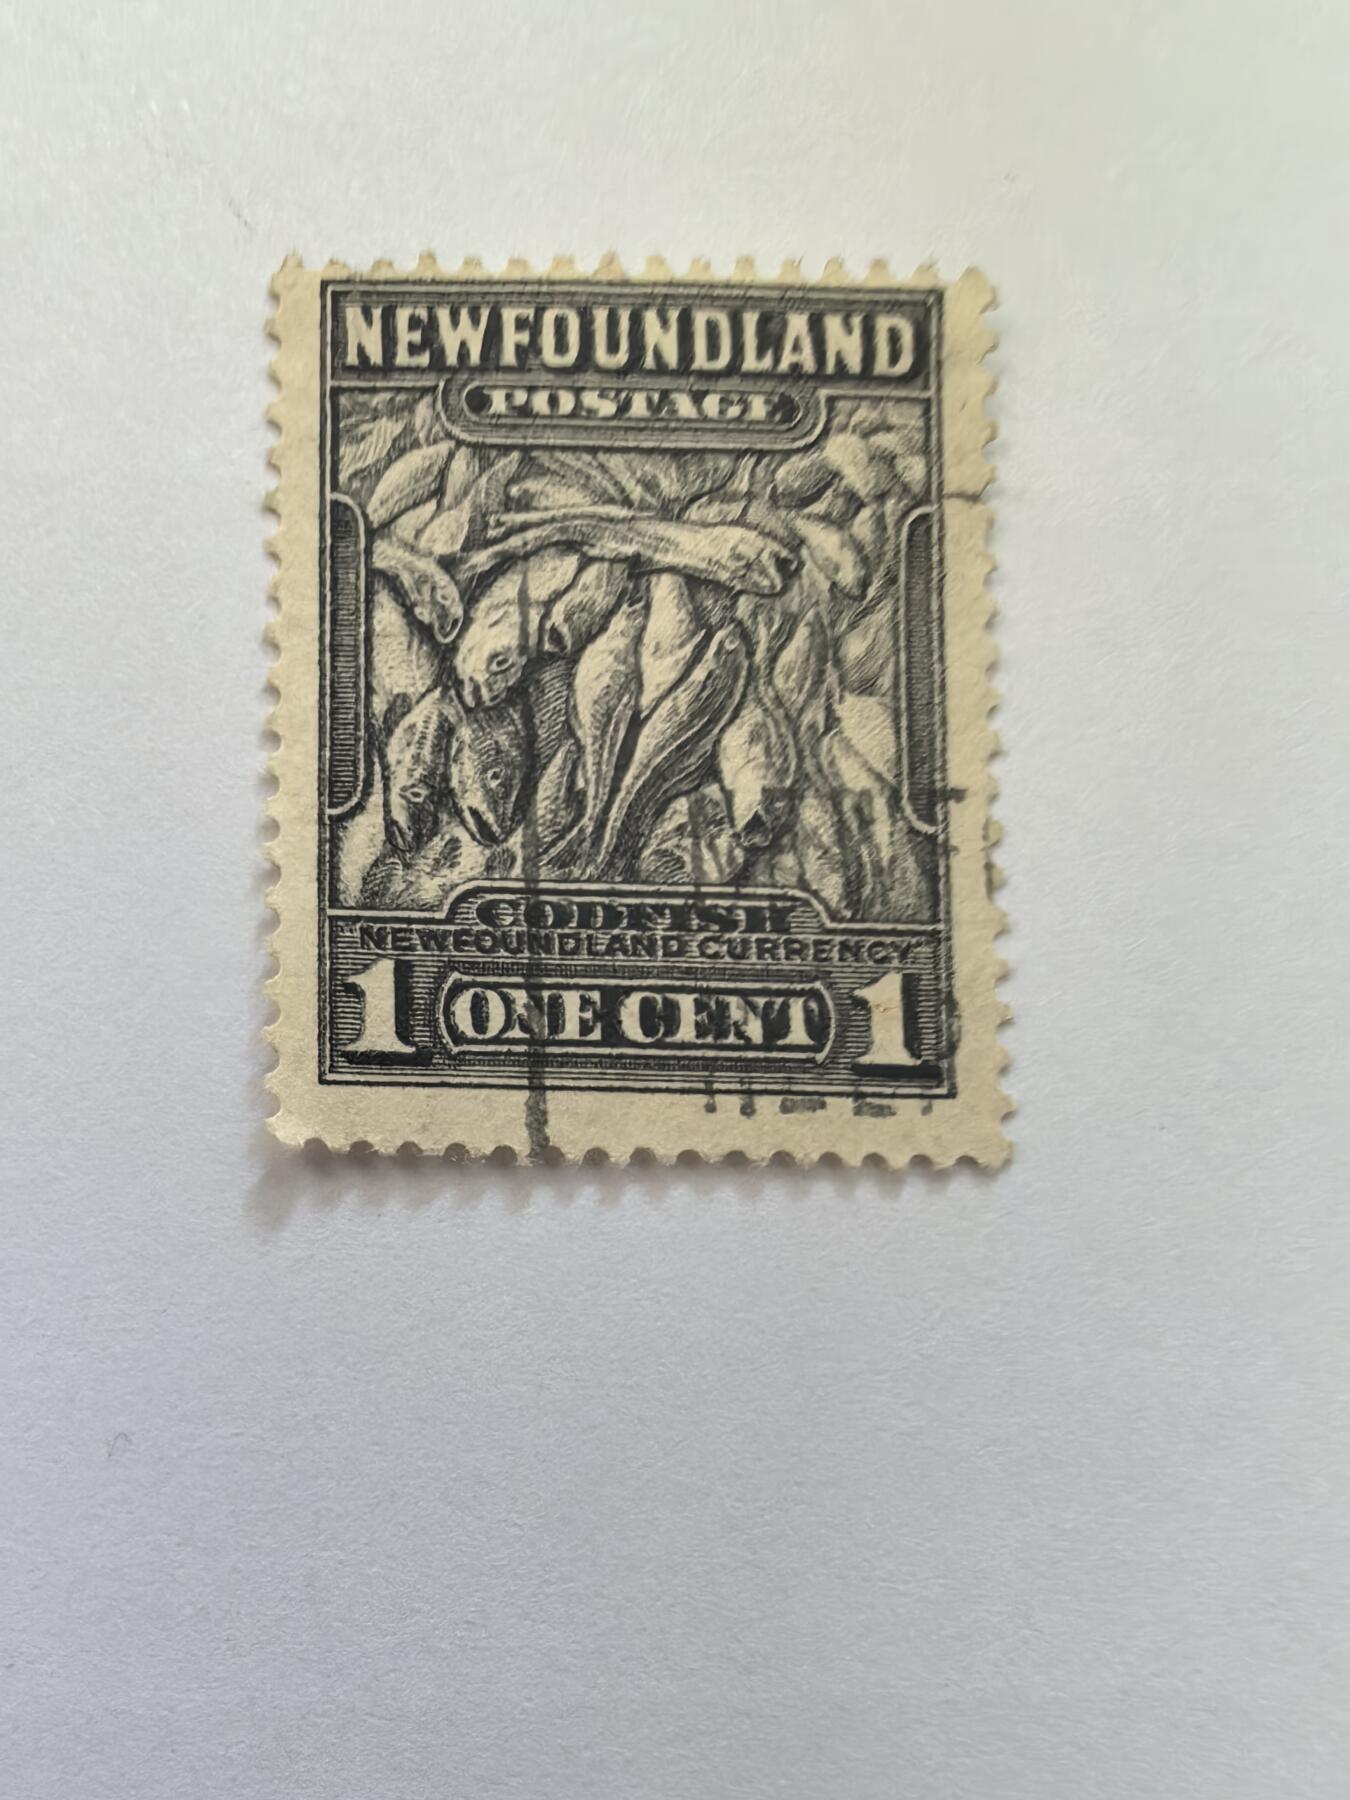 NEWFOUNDLAND
POSTAGE
CODFISH
"NEWFOUNDLAND CURRENCY"
1 ONE CENT 1